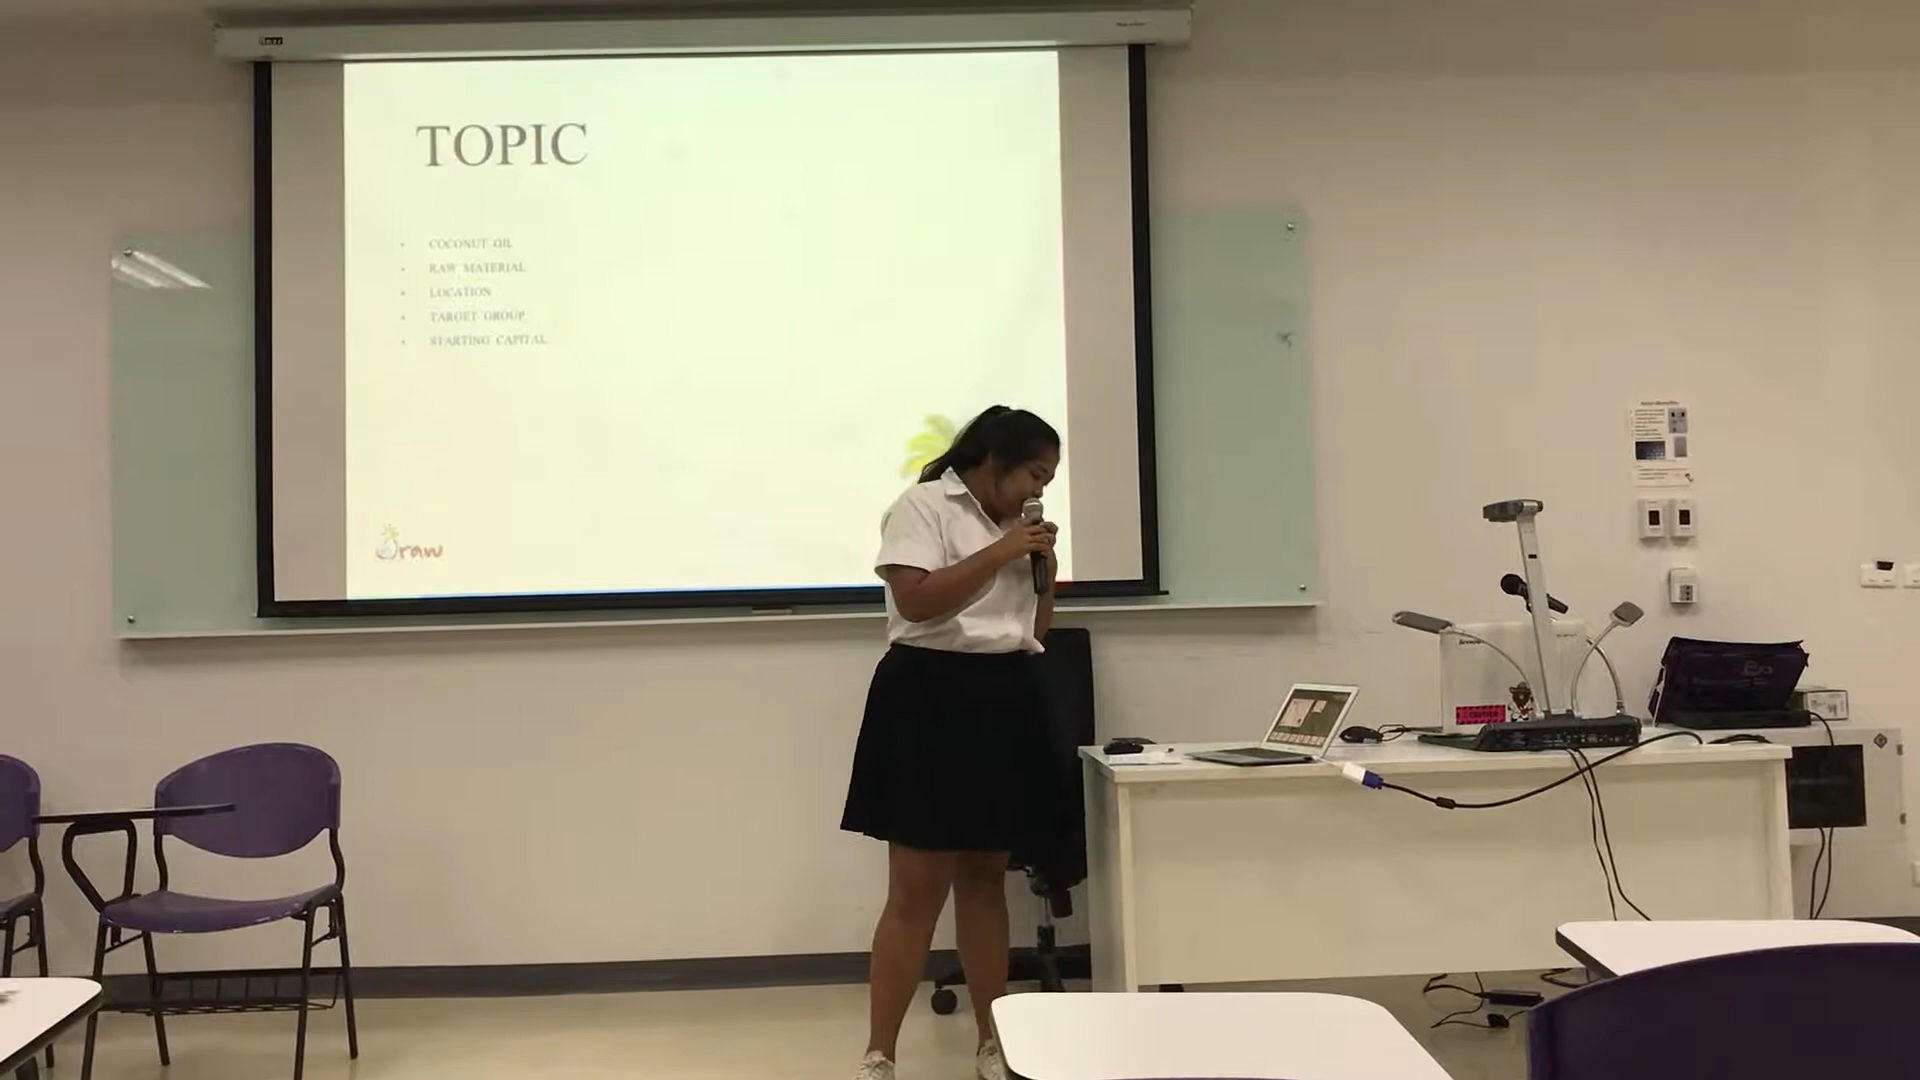 TOPIC
• COCONUT OIL
• RAW MATERIAL
• LOCATION
• TARGET GROUP
• STARTING CAPITAL
raw